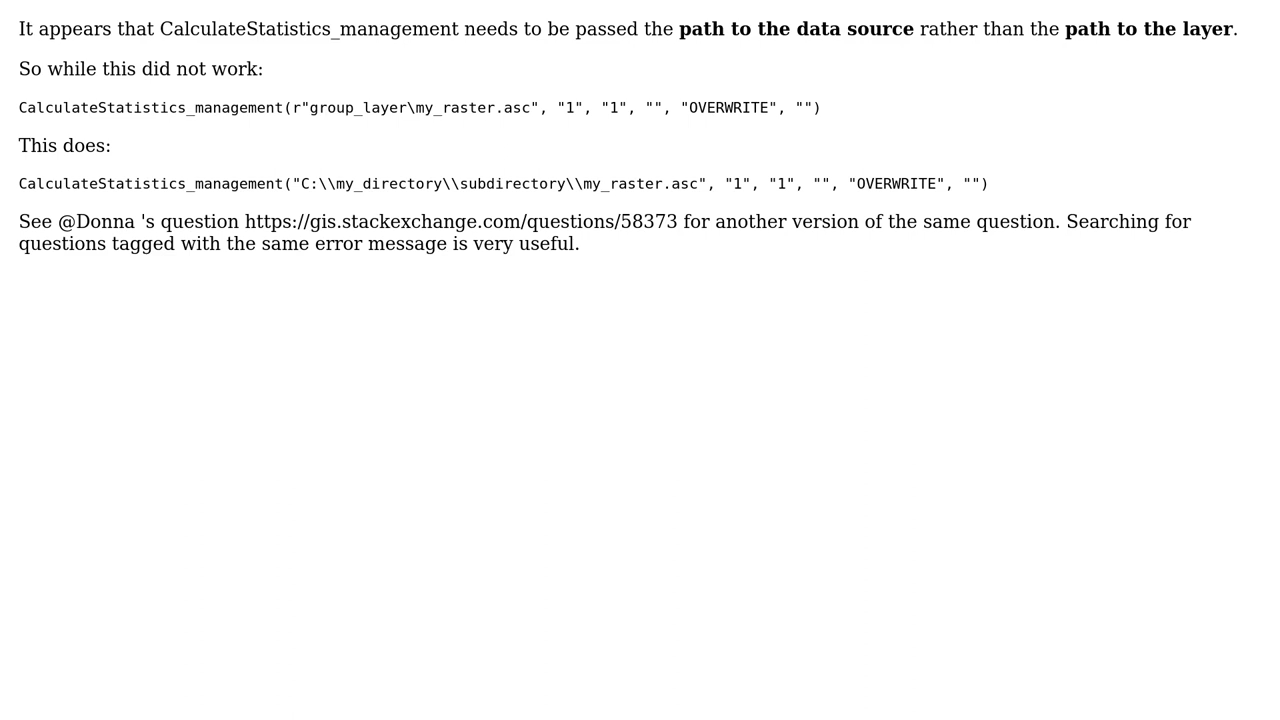 It appears that CalculateStatistics_management needs to be passed the path to the data source rather than the path to the layer.
So while this did not work:
CalculateStatistics_management(r"group_layer\my_raster.asc", "1", "1", "", "OVERWRITE", "")
This does:
CalculateStatistics_management("C:\\my_directory\\subdirectory\\my_raster.asc", "1", "1", "", "OVERWRITE", "")
See @Donna 's question https://gis.stackexchange.com/questions/58373 for another version of the same question. Searching for
questions tagged with the same error message is very useful.